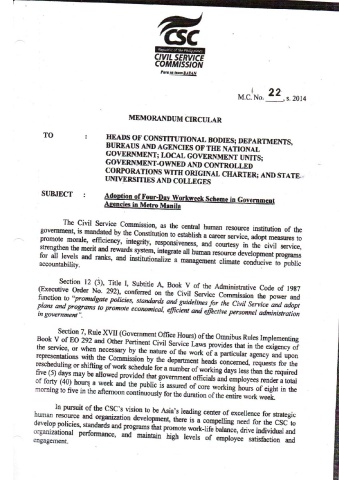 CSC
Republic of the Philippines
CIVIL SERVICE
COMMISSION
M.C. No. 22, s. 2014
MEMORANDUM CIRCULAR
TO : HEADS OF CONSTITUTIONAL BODIES; DEPARTMENTS,
BUREAUS AND AGENCIES OF THE NATIONAL
GOVERNMENT; LOCAL GOVERNMENT UNITS;
GOVERNMENT-OWNED AND CONTROLLED
CORPORATIONS WITH ORIGINAL CHARTER; AND STATE
UNIVERSITIES AND COLLEGES
SUBJECT : Adoption of Four-Day Workweek Scheme in Government
Agencies in Metro Manila
The Civil Service Commission, as the central human resource institution of the
government, is mandated by the Constitution to establish a career service, adopt measures to
promote morale, efficiency, integrity, responsiveness, and courtesy in the civil service,
strengthen the merit and rewards system, integrate all human resource development programs
for all levels and ranks, and institutionalize a management climate conducive to public
accountability.
Section 12 (3), Title I, Subtitle A, Book V of the Administrative Code of 1987
(Executive Order No. 292), conferred on the Civil Service Commission the power and
function to "promulgate policies, standards and guidelines for the Civil Service and adopt
plans and programs to promote economical, efficient and effective personnel administration
in government".
Section 7, Rule XVII (Government Office Hours) of the Omnibus Rules Implementing
Book V of EO 292 and Other Pertinent Civil Service Laws provides that in the exigency of
the service, or when necessary by the nature of the work of a particular agency and upon
representations with the Commission by the department heads concerned, requests for the
rescheduling or shifting of work schedule for a number of working days less than the required
five (5) days may be allowed provided that government officials and employees render a total
of forty (40) hours a week and the public is assured of core working hours of eight in the
morning to five in the afternoon continuously for the duration of the entire work week.
In pursuit of the CSC's vision to be Asia's leading center of excellence for strategic
human resource and organization development, there is a compelling need for the CSC to
develop policies, standards and programs that promote work-life balance, drive individual and
organizational performance, and maintain high levels of employee satisfaction and
engagement.